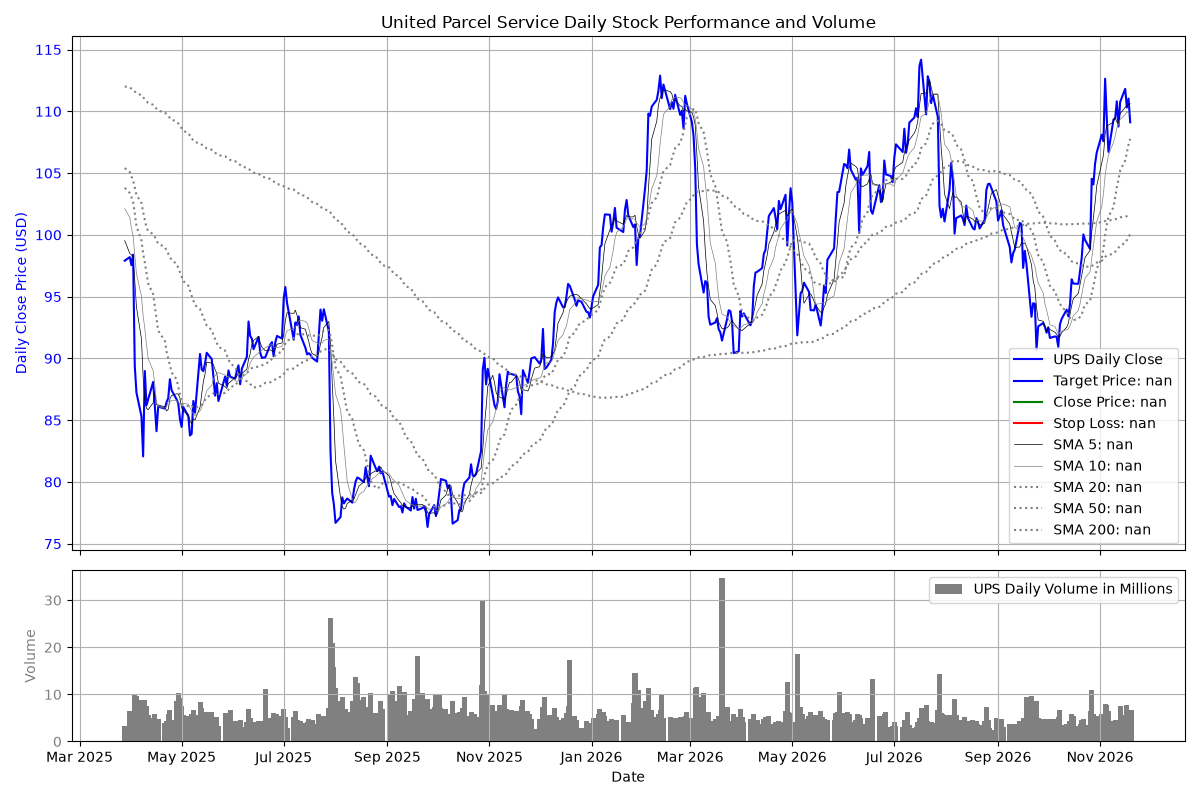 United Parcel Service Daily Stock Performance and Volume
Daily Close Price (USD)
115
110
105
100
95
90
85
80
75
UPS Daily Close
Target Price: nan
Close Price: nan
Stop Loss: nan
SMA 5: nan
SMA 10: nan
SMA 20: nan
SMA 50: nan
SMA 200: nan
Volume
30
20
10
0
UPS Daily Volume in Millions
Mar 2025 May 2025 Jul 2025 Sep 2025 Nov 2025 Jan 2026 Mar 2026 May 2026 Jul 2026 Sep 2026 Nov 2026
Date